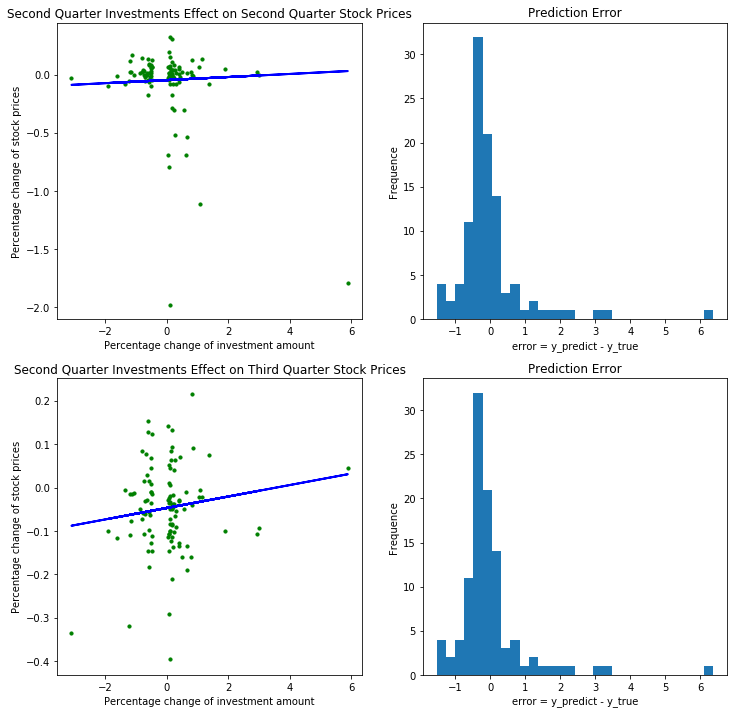 Second Quarter Investments Effect on Second Quarter Stock Prices
Percentage change of stock prices
0.0
−0.5
−1.0
−1.5
−2.0
−2 0 2 4 6
Percentage change of investment amount
Prediction Error
Frequence
30
25
20
15
10
5
0
−1 0 1 2 3 4 5 6
error = y_predict - y_true
Second Quarter Investments Effect on Third Quarter Stock Prices
Percentage change of stock prices
0.2
0.1
0.0
−0.1
−0.2
−0.3
−0.4
−2 0 2 4 6
Percentage change of investment amount
Prediction Error
Frequence
30
25
20
15
10
5
0
−1 0 1 2 3 4 5 6
error = y_predict - y_true